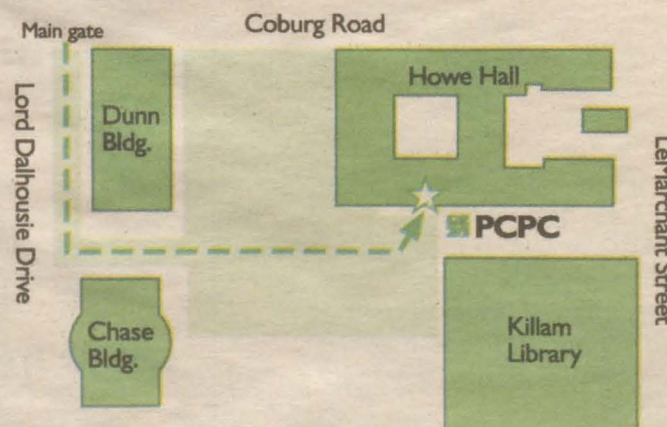 Coburg Road
Main gate
Howe Hall
Dunn
Bldg.
Lord Dalhousie Drive
LeMarchant Street
PCPC
Chase
Bldg.
Killam
Library